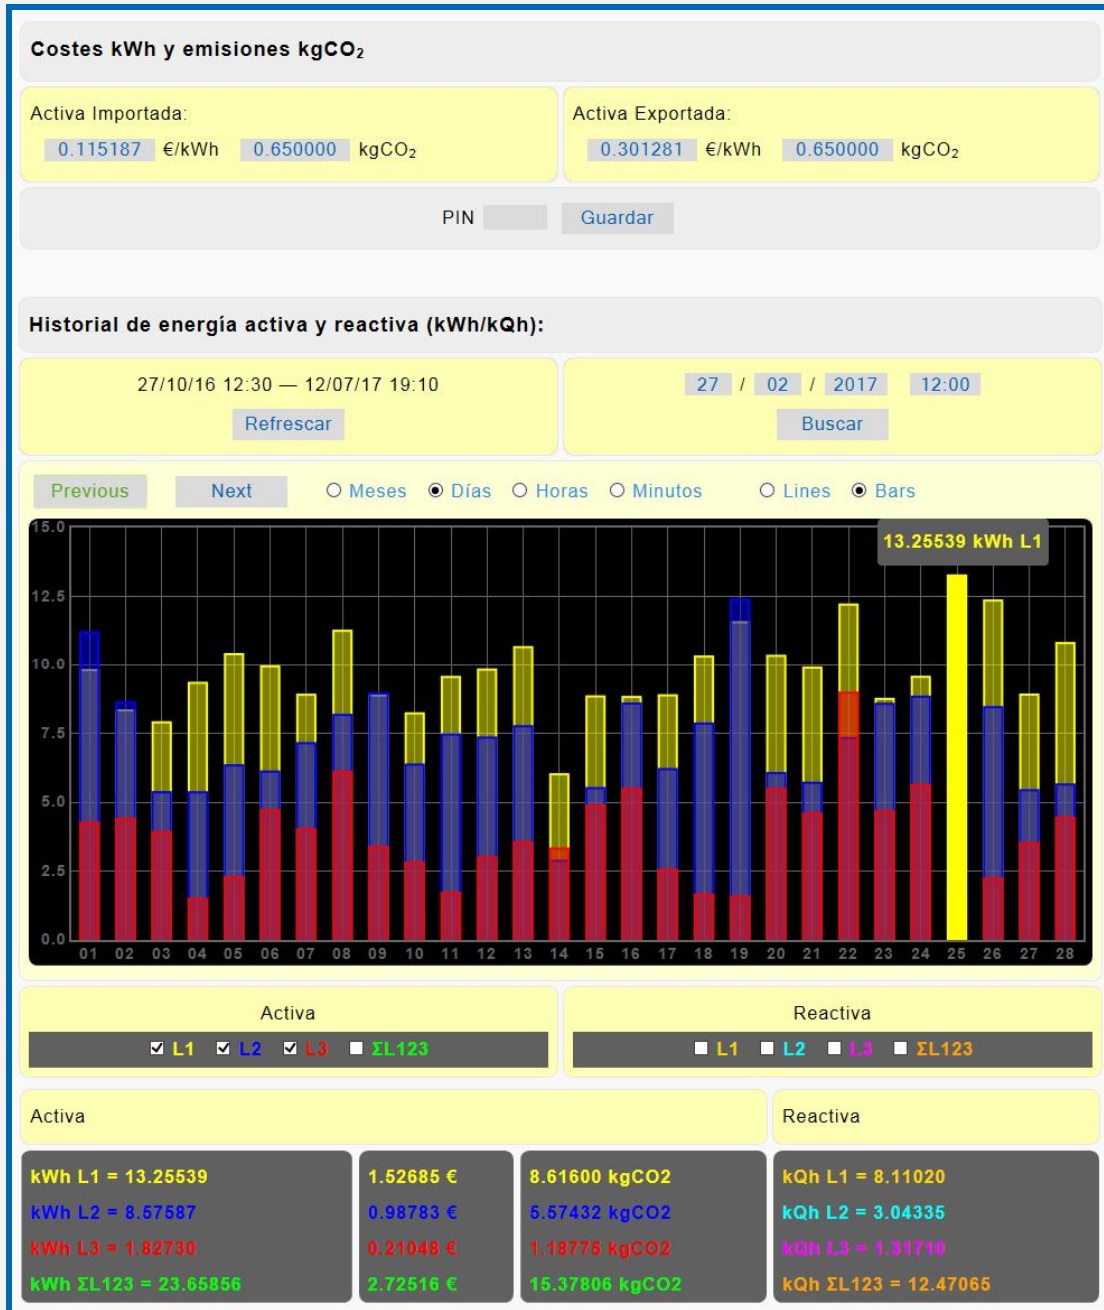 Costes kWh y emisiones kgCO₂
Activa Importada:
0.115187 €/kWh 0.650000 kgCO₂
Activa Exportada:
0.301281 €/kWh 0.650000 kgCO₂
PIN Guardar
Historial de energía activa y reactiva (kWh/kQh):
27/10/16 12:30 — 12/07/17 19:10
Refrescar
27 / 02 / 2017 12:00
Buscar
Previous Next Meses Días Horas Minutos Lines Bars
15.0
13.25539 kWh L1
12.5
10.0
7.5
5.0
2.5
0.0
01 02 03 04 05 06 07 08 09 10 11 12 13 14 15 16 17 18 19 20 21 22 23 24 25 26 27 28
Activa
L1 L2 L3 ΣL123
Reactiva
L1 L2 L3 ΣL123
Activa
Reactiva
kWh L1 = 13.25539 1.52685 € 8.61600 kgCO2 kQh L1 = 8.11020
kWh L2 = 8.57587 0.98783 € 5.57432 kgCO2 kQh L2 = 3.04335
kWh L3 = 1.82730 0.21048 € 1.18775 kgCO2 kQh L3 = 1.31710
kWh ΣL123 = 23.65856 2.72516 € 15.37806 kgCO2 kQh ΣL123 = 12.47065